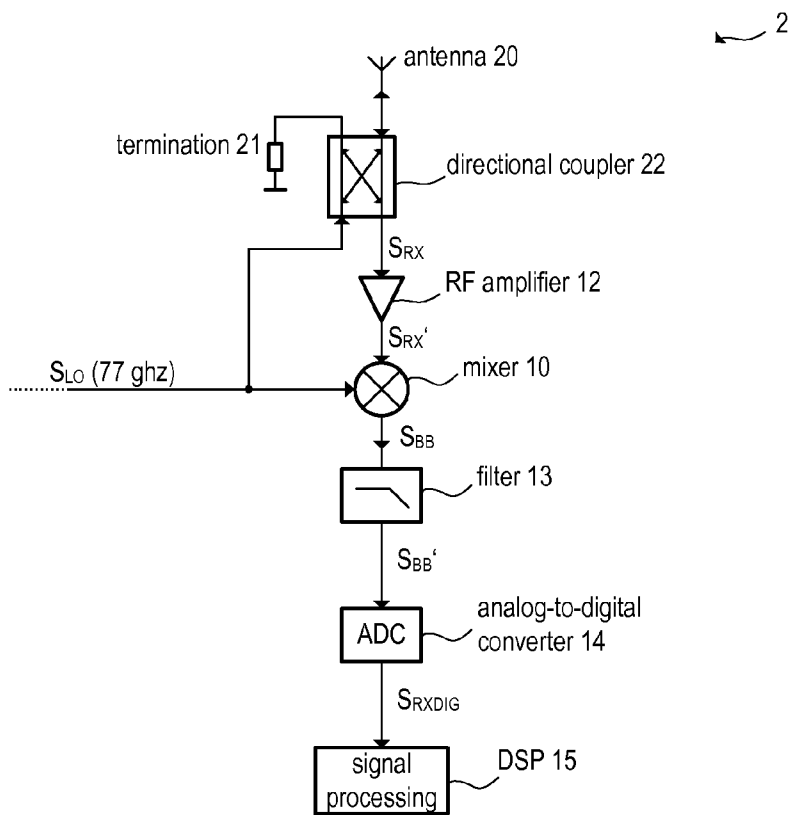 2
antenna 20
termination 21
directional coupler 22
SRX
RF amplifier 12
SRX'
SLO (77 ghz)
mixer 10
SBB
filter 13
SBB'
ADC
analog-to-digital
converter 14
SRXDIG
signal
processing
DSP 15